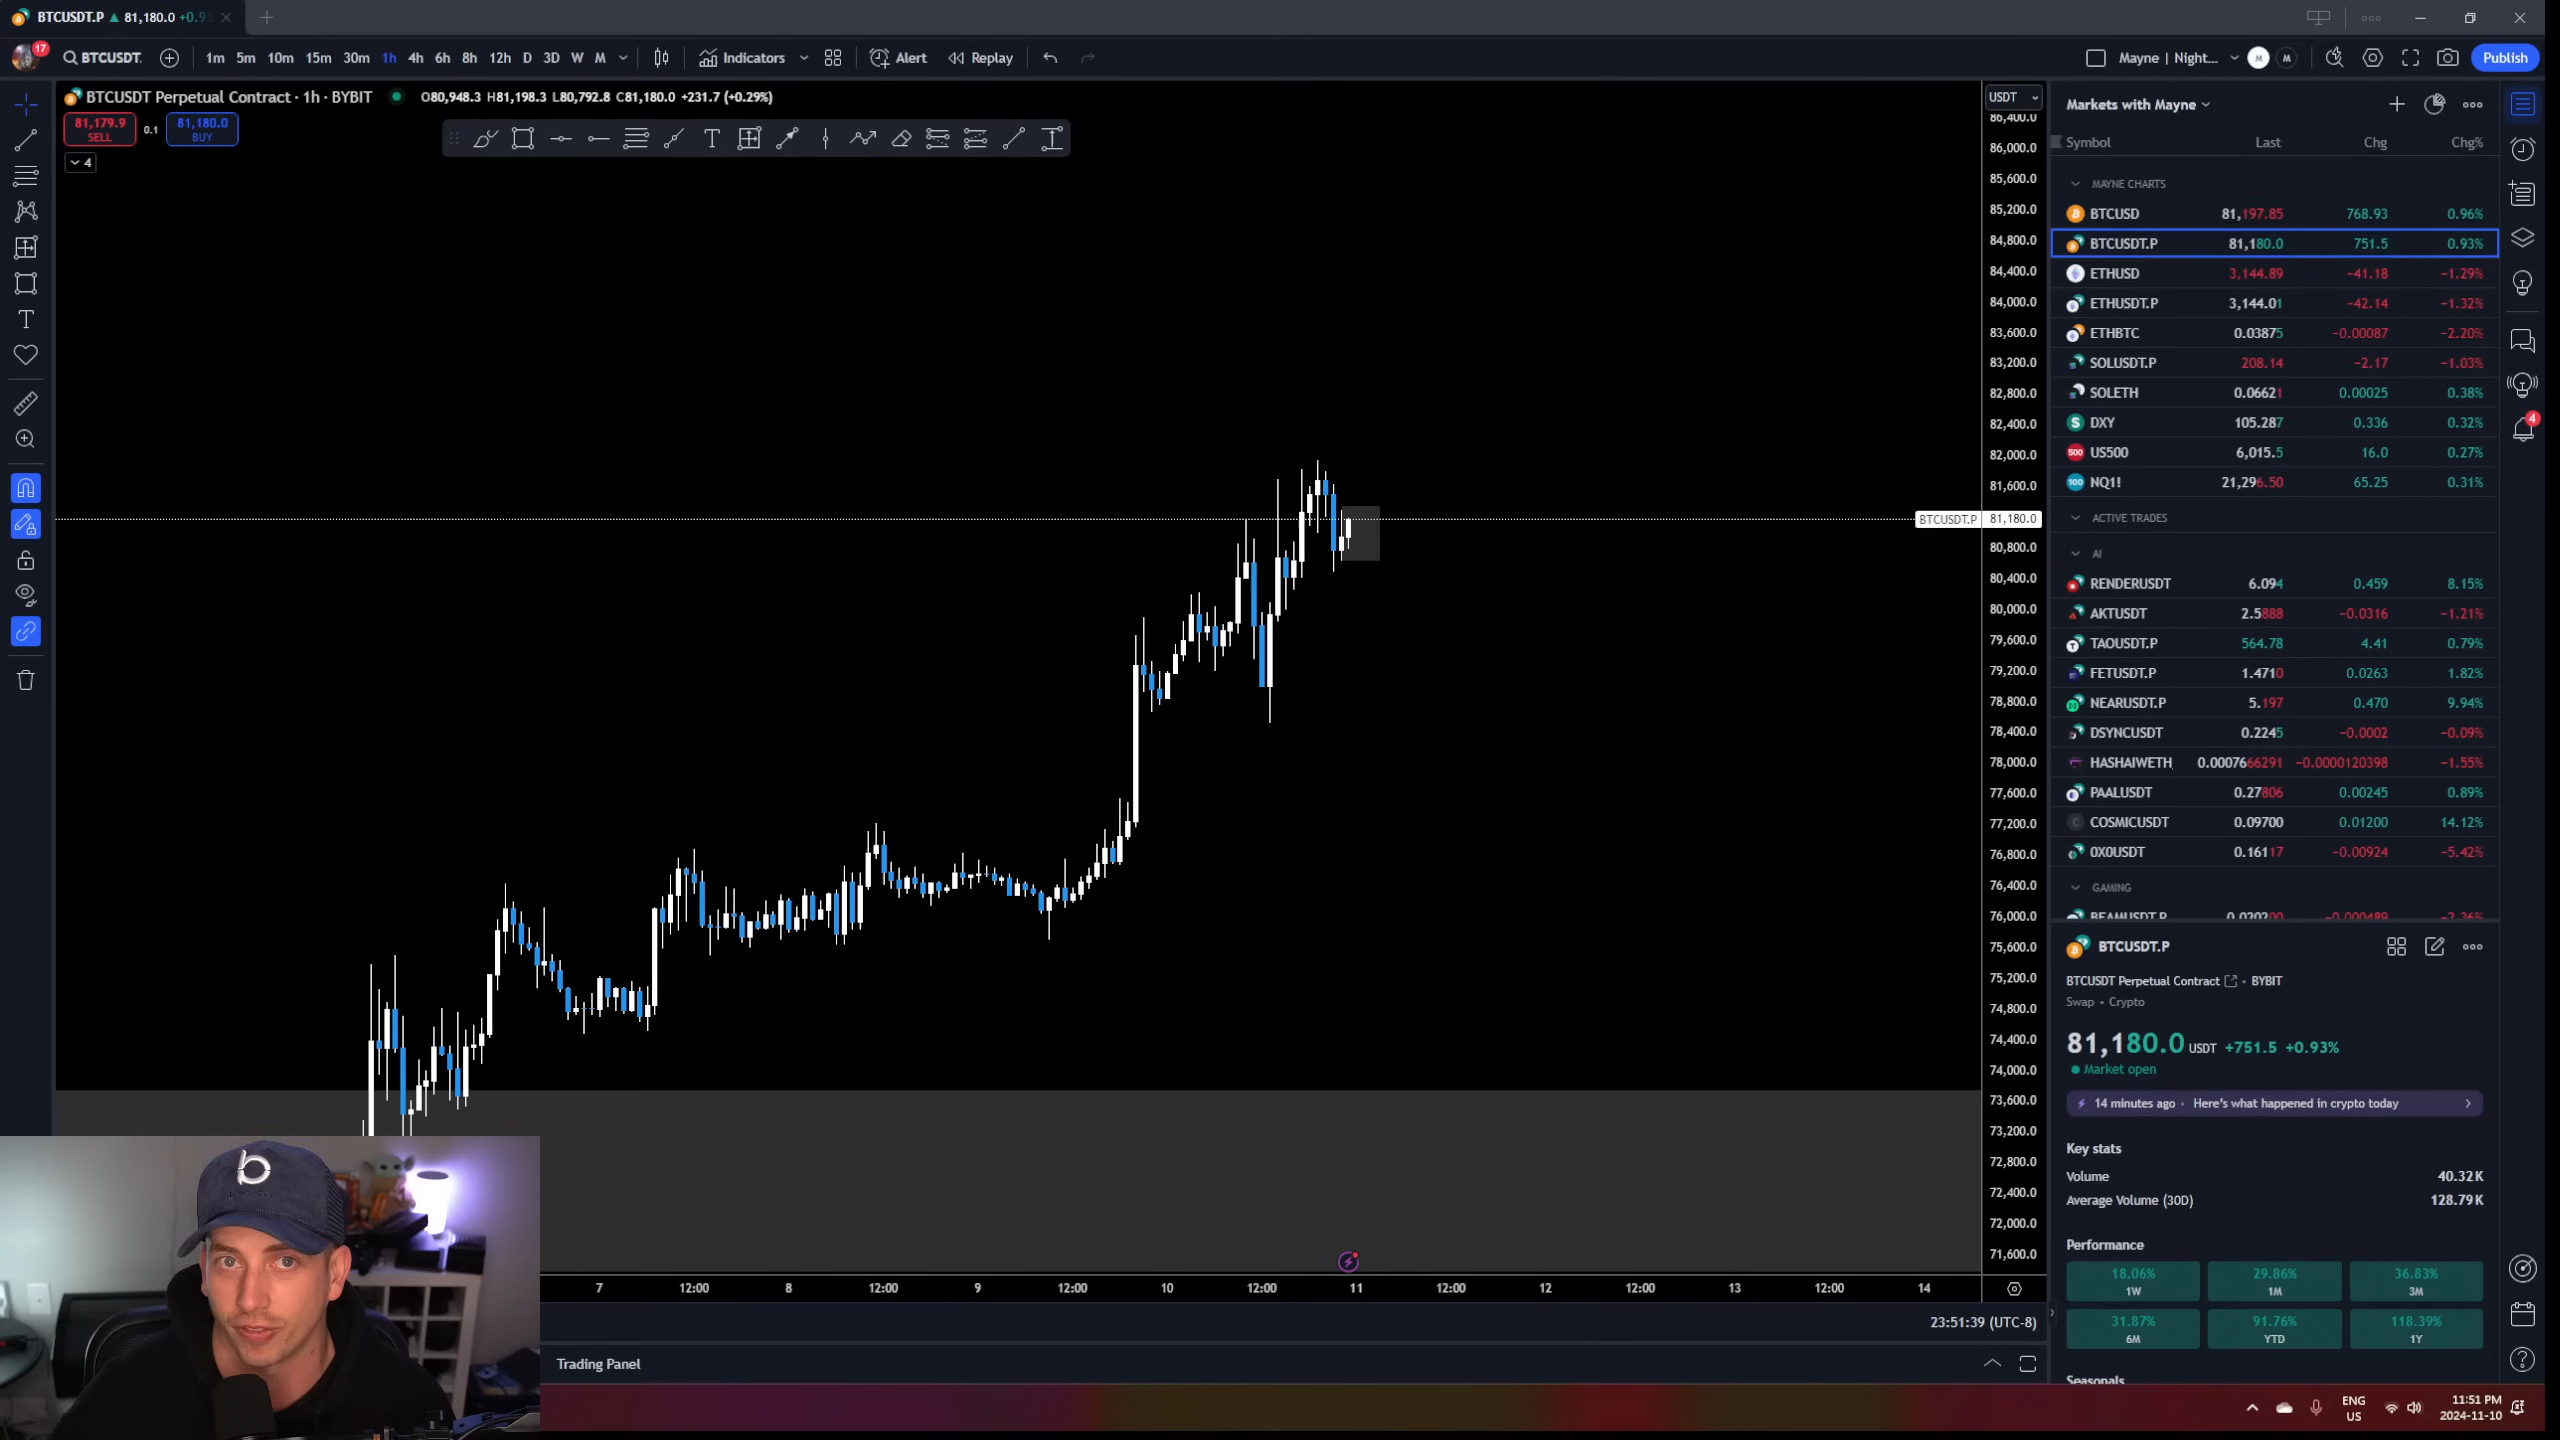 BTCUSDT.P ▲ 81,180.0 +0.93
17 BTCUSDT. 1m 5m 10m 15m 30m 1h 4h 6h 8h 12h D 3D W M Indicators Alert Replay Mayne | Night... M M Publish
BTCUSDT Perpetual Contract · 1h · BYBIT O80,948.3 H81,198.3 L80,792.8 C81,180.0 +231.7 (+0.29%)
81,179.9 SELL 0.1 81,180.0 BUY
4
USDT
86,400.0
86,000.0
85,600.0
85,200.0
84,800.0
84,400.0
84,000.0
83,600.0
83,200.0
82,800.0
82,400.0
82,000.0
81,600.0
BTCUSDT.P 81,180.0
80,800.0
80,400.0
80,000.0
79,600.0
79,200.0
78,800.0
78,400.0
78,000.0
77,600.0
77,200.0
76,800.0
76,400.0
76,000.0
75,600.0
75,200.0
74,800.0
74,400.0
74,000.0
73,600.0
73,200.0
72,800.0
72,400.0
72,000.0
71,600.0
7 12:00 8 12:00 9 12:00 10 12:00 11 12:00 12 12:00 13 12:00 14
23:51:39 (UTC-8)
Trading Panel
Markets with Mayne
Symbol Last Chg Chg%
MAYNE CHARTS
BTCUSD 81,197.85 768.93 0.96%
BTCUSDT.P 81,180.0 751.5 0.93%
ETHUSD 3,144.89 −41.18 −1.29%
ETHUSDT.P 3,144.01 −42.14 −1.32%
ETHBTC 0.03875 −0.00087 −2.20%
SOLUSDT.P 208.14 −2.17 −1.03%
SOLETH 0.06621 0.00025 0.38%
DXY 105.287 0.336 0.32%
500 US500 6,015.5 16.0 0.27%
100 NQ1! 21,296.50 65.25 0.31%
ACTIVE TRADES
AI
RENDERUSDT 6.094 0.459 8.15%
AKTUSDT 2.5888 −0.0316 −1.21%
TAOUSDT.P 564.78 4.41 0.79%
FETUSDT.P 1.4710 0.0263 1.82%
NEARUSDT.P 5.197 0.470 9.94%
DSYNCUSDT 0.2245 −0.0002 −0.09%
HASHAIWETH 0.0007666291 −0.0000120398 −1.55%
PAALUSDT 0.27806 0.00245 0.89%
COSMICUSDT 0.09700 0.01200 14.12%
0X0USDT 0.16117 −0.00924 −5.42%
GAMING
BEAMUSDT.P 0.020200 −0.000489 −2.36%
BTCUSDT.P
BTCUSDT Perpetual Contract • BYBIT
Swap • Crypto
81,180.0 USDT +751.5 +0.93%
Market open
14 minutes ago • Here's what happened in crypto today
Key stats
Volume 40.32K
Average Volume (30D) 128.79K
Performance
18.06% 29.86% 36.83%
1W 1M 3M
31.87% 91.76% 118.39%
6M YTD 1Y
Seasonals
4
ENG US 11:51 PM 2024-11-10